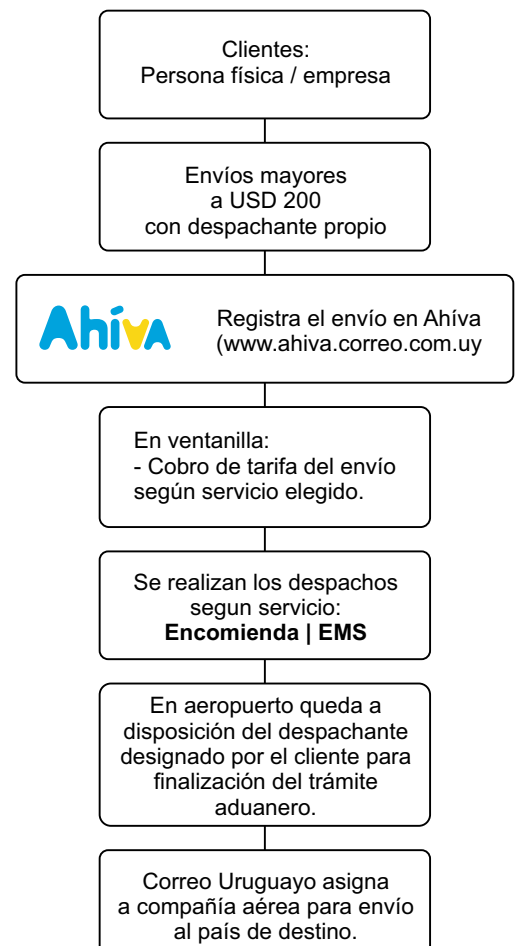 Clientes:
Persona física / empresa
Envíos mayores
a USD 200
con despachante propio
Ahíva
Registra el envío en Ahíva
(www.ahiva.correo.com.uy
En ventanilla:
- Cobro de tarifa del envío
según servicio elegido.
Se realizan los despachos
segun servicio:
Encomienda | EMS
En aeropuerto queda a
disposición del despachante
designado por el cliente para
finalización del trámite
aduanero.
Correo Uruguayo asigna
a compañía aérea para envío
al país de destino.